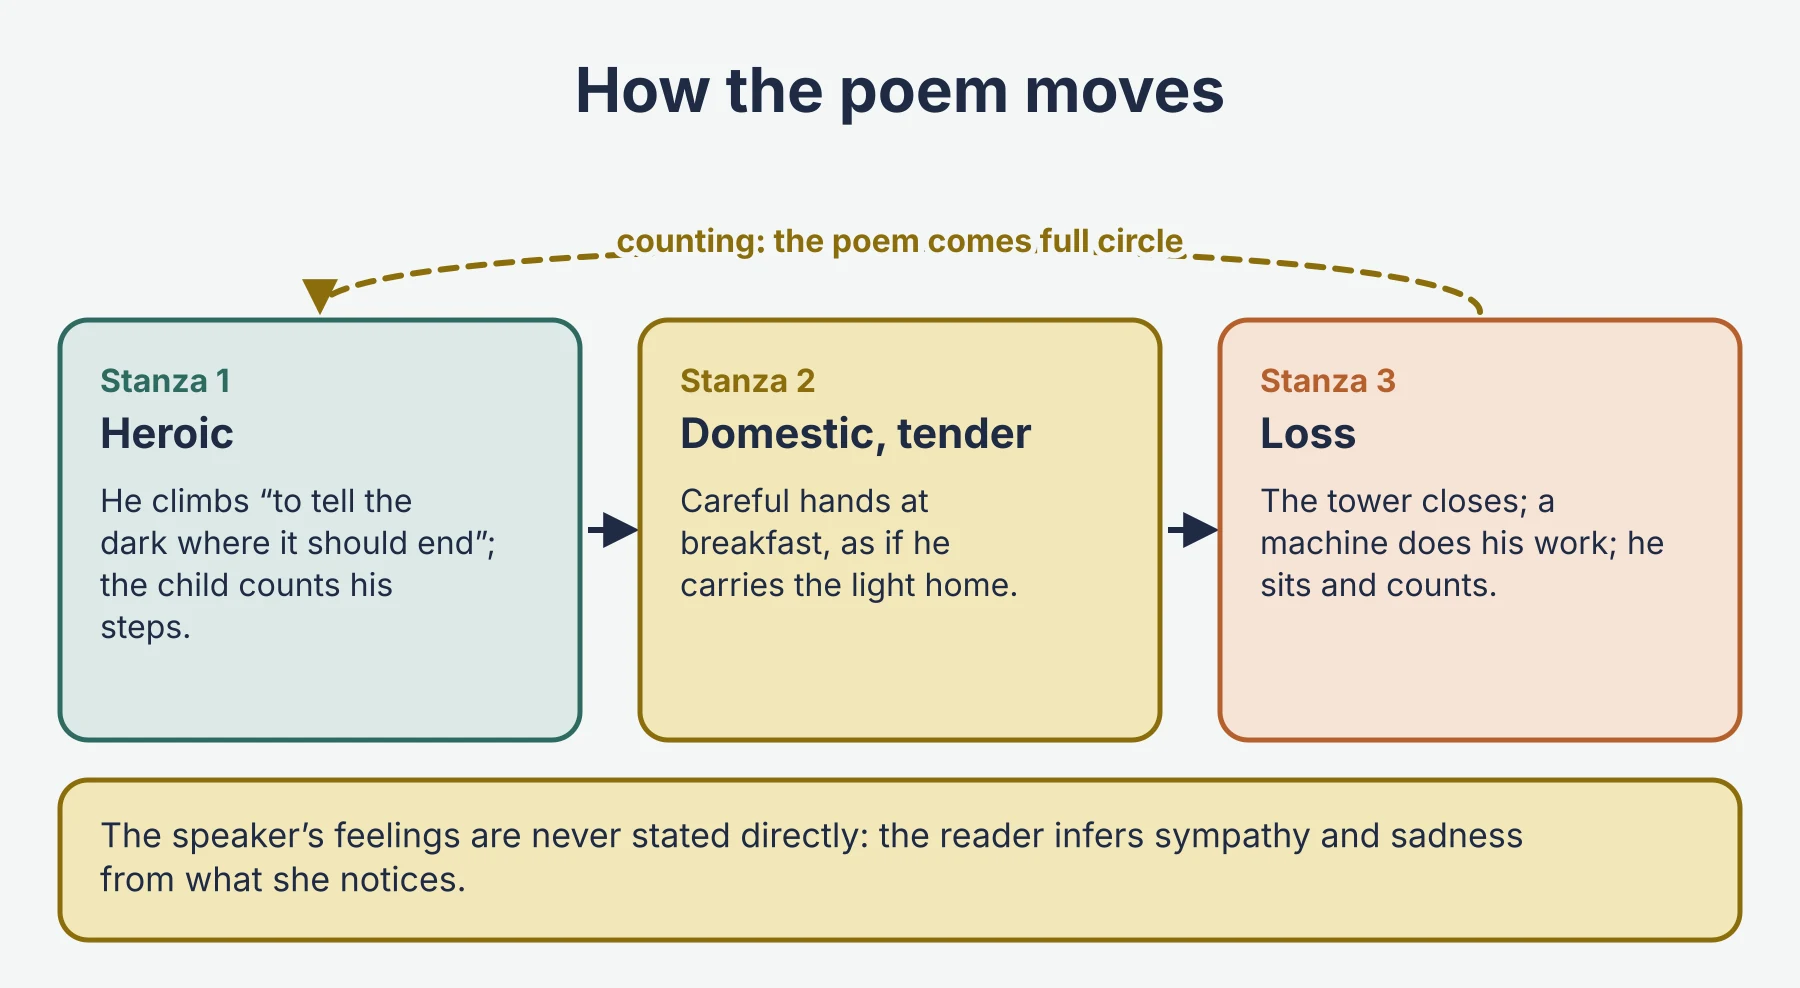 How the poem moves
counting: the poem comes full circle
Stanza 1
Heroic
He climbs “to tell the
dark where it should end”;
the child counts his
steps.
Stanza 2
Domestic, tender
Careful hands at
breakfast, as if he
carries the light home.
Stanza 3
Loss
The tower closes; a
machine does his work; he
sits and counts.
The speaker’s feelings are never stated directly: the reader infers sympathy and sadness
from what she notices.